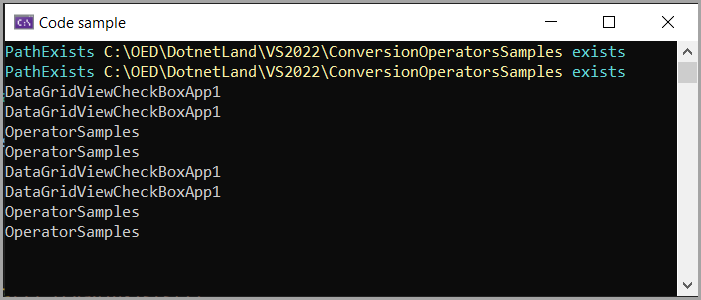 C:\ Code sample
PathExists C:\OED\DotnetLand\VS2022\ConversionOperatorsSamples exists
PathExists C:\OED\DotnetLand\VS2022\ConversionOperatorsSamples exists
DataGridViewCheckBoxApp1
DataGridViewCheckBoxApp1
OperatorSamples
OperatorSamples
DataGridViewCheckBoxApp1
DataGridViewCheckBoxApp1
OperatorSamples
OperatorSamples